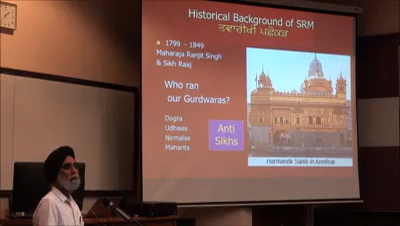 Historical Background of SRM
ਤਵਾਰੀਖੀ ਪਛੋਕੜ
1799 - 1849
Maharaja Ranjit Singh
& Sikh Raaj
Who ran
our Gurdwaras?
Dogra
Udhasis
Nirmalas
Mahants
Anti
Sikhs
Harmandir Sahib in Amritsar